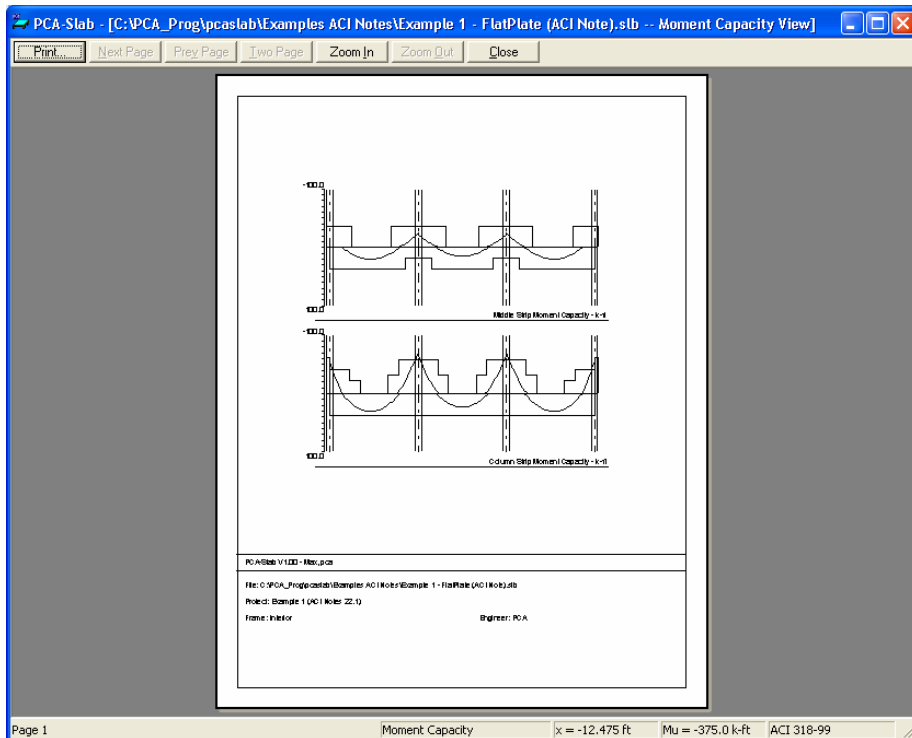 PCA-Slab - [C:\PCA_Prog\pcaslab\Examples ACI Notes\Example 1 - FlatPlate (ACI Note).slb -- Moment Capacity View]
Print... Next Page Prev Page Two Page Zoom In Zoom Out Close
-100.0
100.0
Middle Strip Moment Capacity - k-ft
-100.0
100.0
Column Strip Moment Capacity - k-ft
PCA-Slab V1.00 - Max,pca
File: C:\PCA_Prog\pcaslab\Examples ACI Notes\Example 1 - FlatPlate (ACI Note).slb
Project: Example 1 (ACI Notes 22.1)
Frame: Interior Engineer: PCA
Page 1 Moment Capacity x = -12.475 ft Mu = -375.0 k-ft ACI 318-99